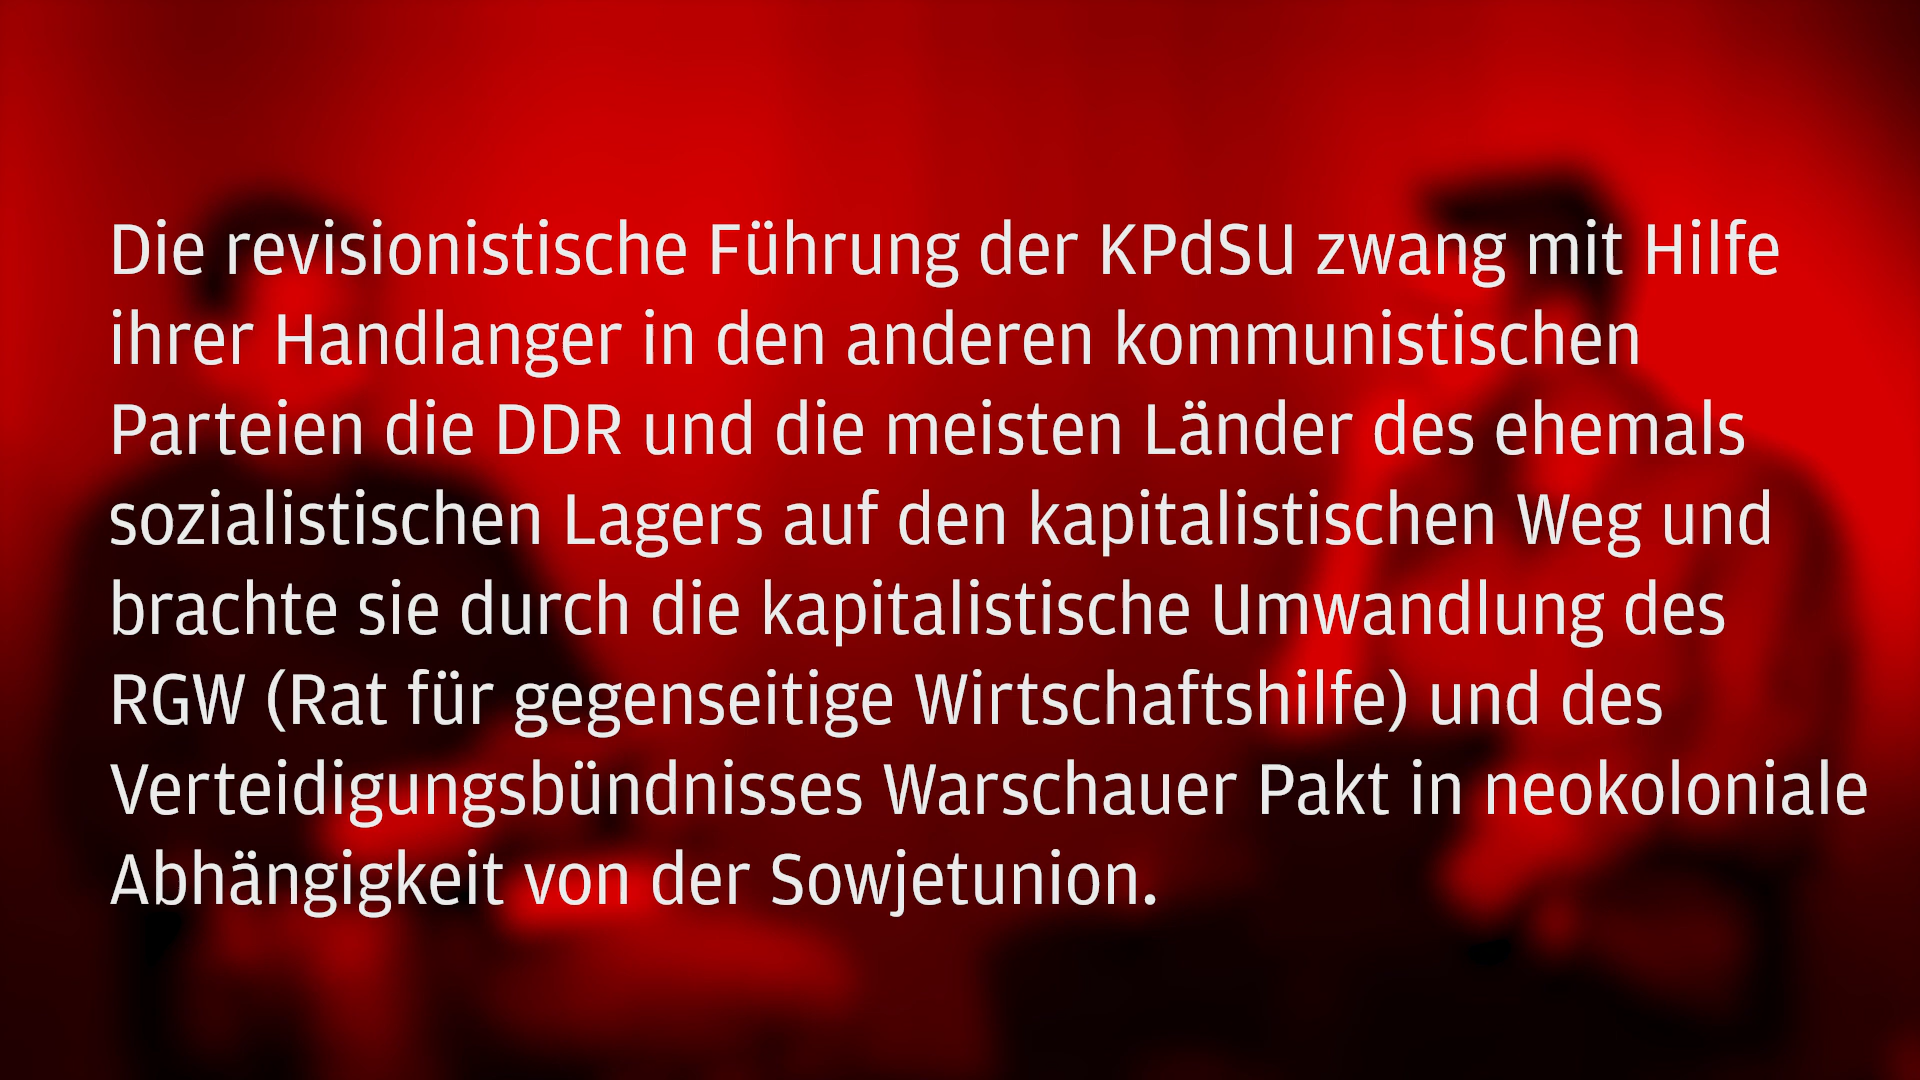 Die revisionistische Führung der KPdSU zwang mit Hilfe
ihrer Handlanger in den anderen kommunistischen
Parteien die DDR und die meisten Länder des ehemals
sozialistischen Lagers auf den kapitalistischen Weg und
brachte sie durch die kapitalistische Umwandlung des
RGW (Rat für gegenseitige Wirtschaftshilfe) und des
Verteidigungsbündnisses Warschauer Pakt in neokoloniale
Abhängigkeit von der Sowjetunion.